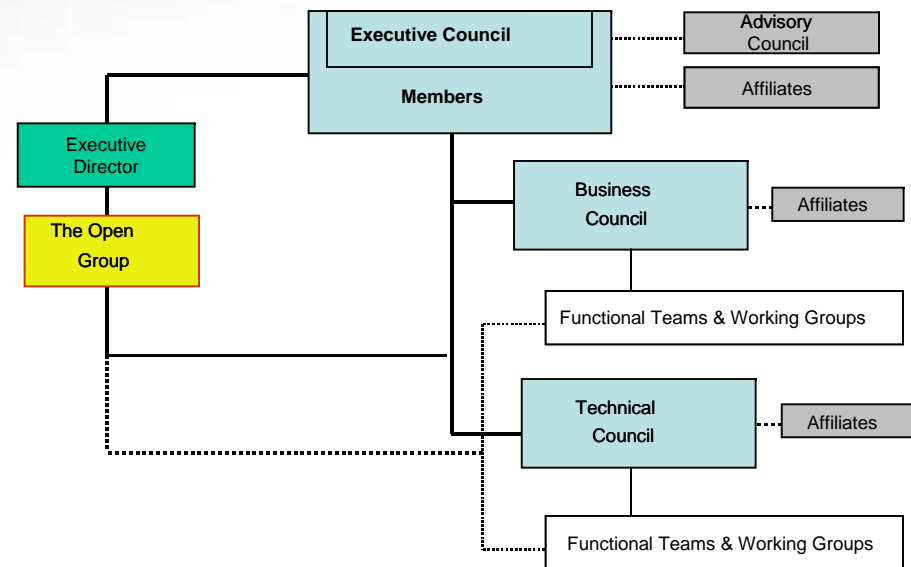 Executive Council
Members
Advisory
Council
Affiliates
Executive
Director
The Open
Group
Business
Council
Affiliates
Functional Teams & Working Groups
Technical
Council
Affiliates
Functional Teams & Working Groups